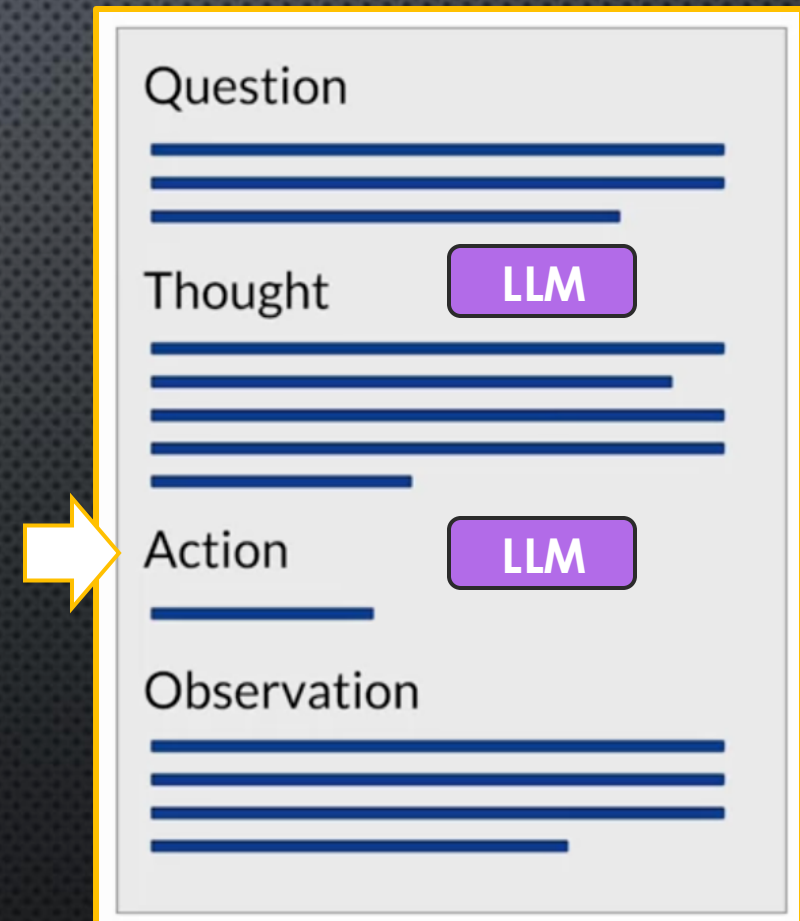 Question
Thought
LLM
Action
LLM
Observation